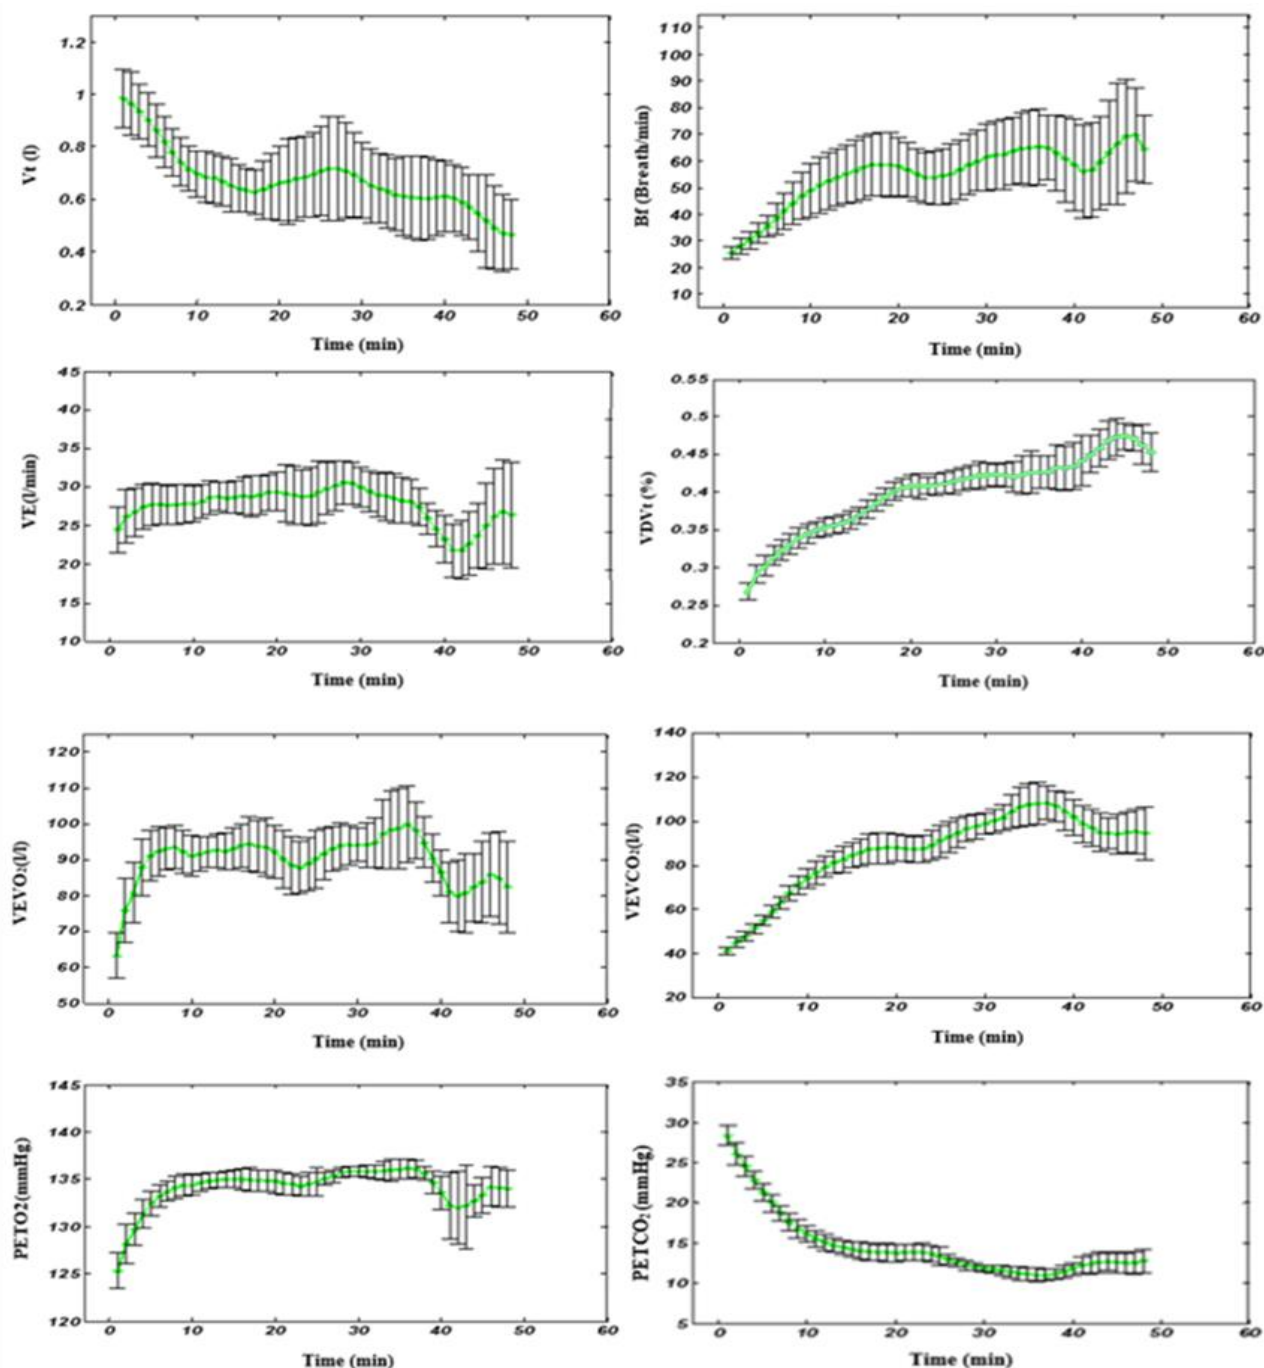 1.2
1
0.8
0.6
0.4
0.2
Vt (l)
0 10 20 30 40 50 60
Time (min)
110
100
90
80
70
60
50
40
30
20
10
Bf (Breath/min)
0 10 20 30 40 50 60
Time (min)
45
40
35
30
25
20
15
10
VE(l/min)
0 10 20 30 40 50 60
Time (min)
0.55
0.5
0.45
0.4
0.35
0.3
0.25
0.2
VDVt (%)
0 10 20 30 40 50 60
Time (min)
120
110
100
90
80
70
60
50
VEVO₂(l/l)
0 10 20 30 40 50 60
Time (min)
140
120
100
80
60
40
20
VEVCO₂(l/l)
0 10 20 30 40 50 60
Time (min)
145
140
135
130
125
120
PETO2(mmHg)
0 10 20 30 40 50 60
Time (min)
35
30
25
20
15
10
5
PETCO₂ (mmHg)
0 10 20 30 40 50 60
Time (min)